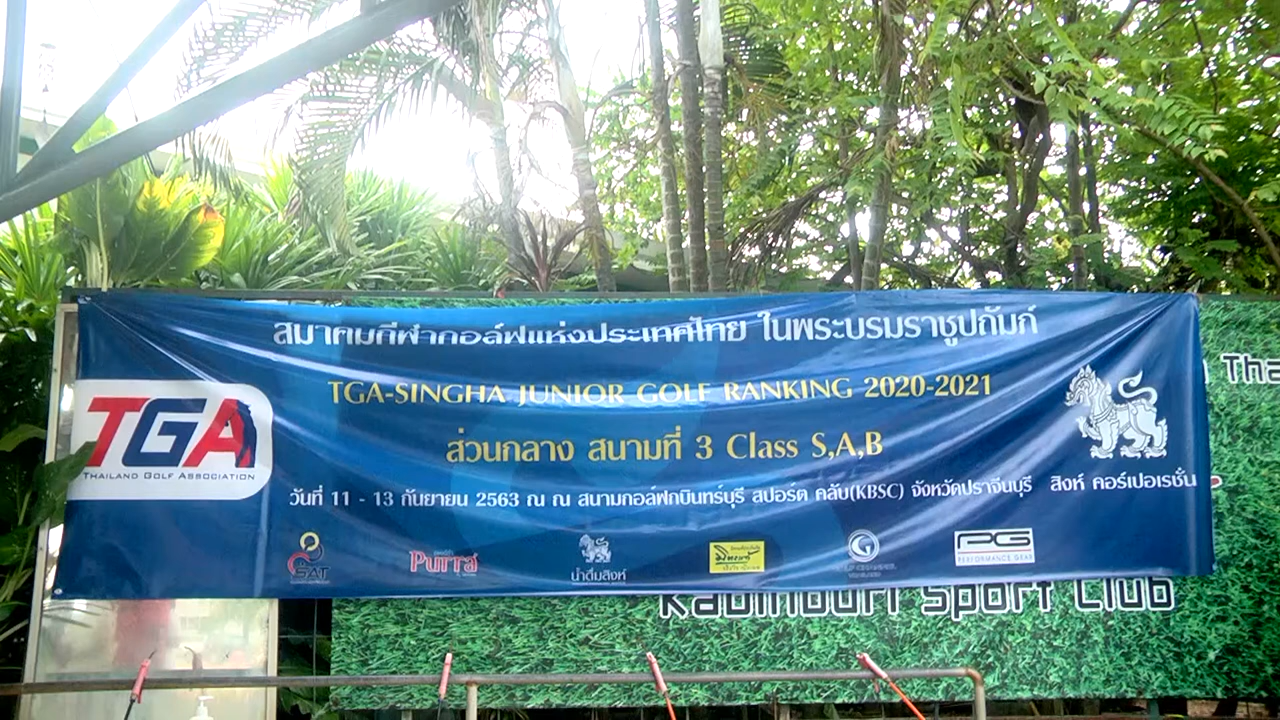 สมาคมกีฬากอล์ฟแห่งประเทศไทย ในพระบรมราชูปถัมภ์
TGA-SINGHA JUNIOR GOLF RANKING 2020-2021
ส่วนกลาง สนามที่ 3 Class S,A,B
TGA
THAILAND GOLF ASSOCIATION
วันที่ 11 - 13 กันยายน 2563 ณ ณ สนามกอล์ฟกบินทร์บุรี สปอร์ต คลับ(KBSC) จังหวัดปราจีนบุรี
สิงห์ คอร์เปอเรชั่น
SAT
Purra
น้ำดื่มสิงห์
G
PG
PERFORMANCE GEAR
Kabinburi Sport Club
Tha